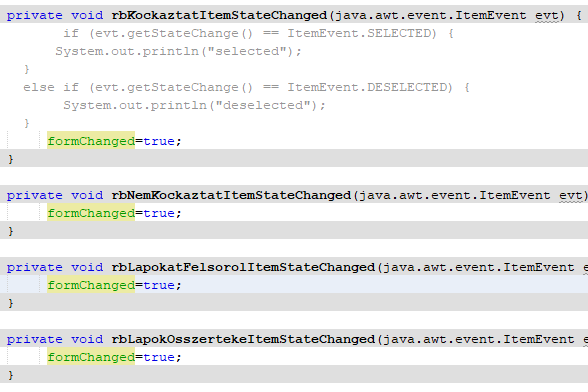 private void rbKockaztatItemStateChanged(java.awt.event.ItemEvent evt) {
if (evt.getStateChange() == ItemEvent.SELECTED) {
System.out.println("selected");
}
else if (evt.getStateChange() == ItemEvent.DESELECTED) {
System.out.println("deselected");
}
formChanged=true;
}
private void rbNemKockaztatItemStateChanged(java.awt.event.ItemEvent evt)
formChanged=true;
}
private void rbLapokatFelsorolItemStateChanged(java.awt.event.ItemEvent e
formChanged=true;
}
private void rbLapokOsszertekeItemStateChanged(java.awt.event.ItemEvent e
formChanged=true;
}